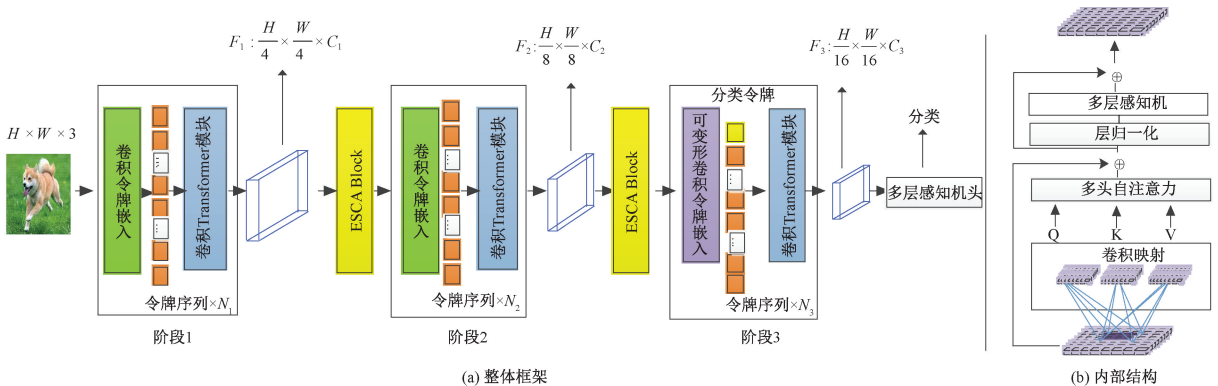 H × W × 3
卷积令牌嵌入
…
…
卷积Transformer模块
令牌序列×N₁
阶段1
F₁: H/4 × W/4 × C₁
ESCA Block
卷积令牌嵌入
…
…
卷积Transformer模块
令牌序列×N₂
阶段2
F₂: H/8 × W/8 × C₂
ESCA Block
分类令牌
可变形卷积令牌嵌入
…
…
卷积Transformer模块
令牌序列×N₃
阶段3
F₃: H/16 × W/16 × C₃
分类
多层感知机头
(a) 整体框架
⊕
多层感知机
层归一化
⊕
多头自注意力
Q K V
卷积映射
(b) 内部结构